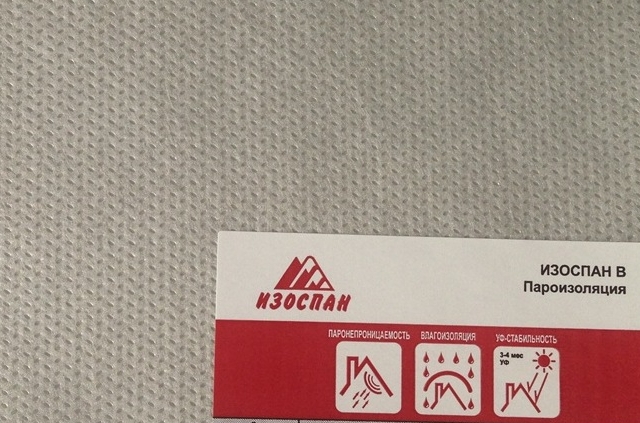 ИЗОСПАН В
Пароизоляция
ИЗОСПАН
ПАРОНЕПРОНИЦАЕМОСТЬ
ВЛАГОИЗОЛЯЦИЯ
УФ-СТАБИЛЬНОСТЬ
3-4 мес
УФ